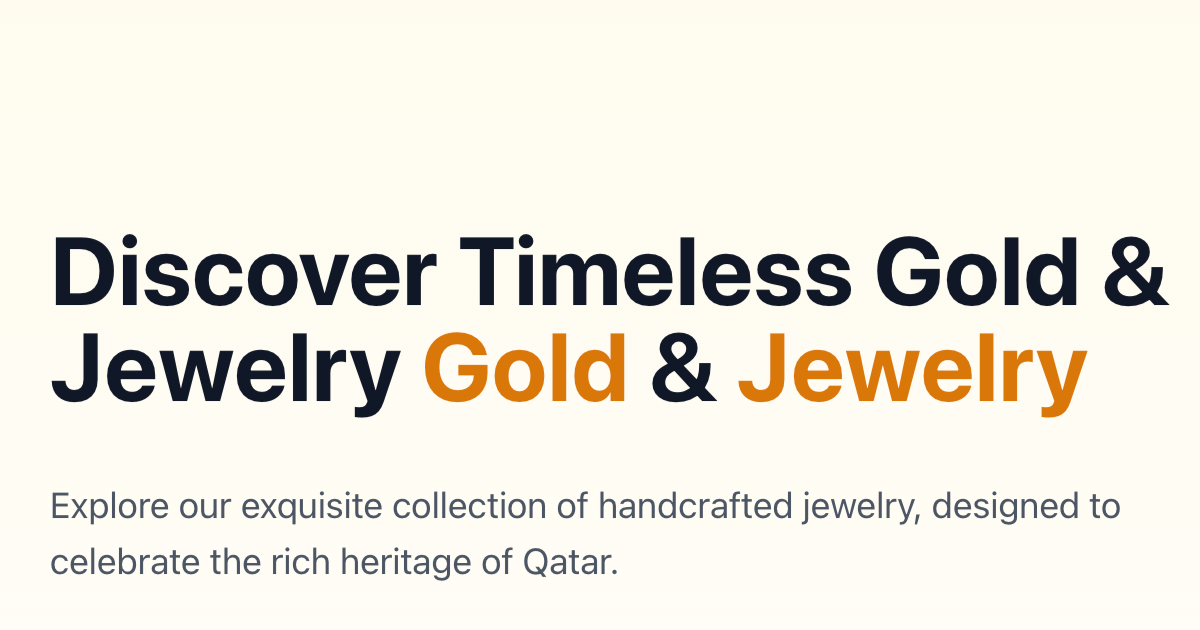 Discover Timeless Gold &
Jewelry Gold & Jewelry
Explore our exquisite collection of handcrafted jewelry, designed to
celebrate the rich heritage of Qatar.